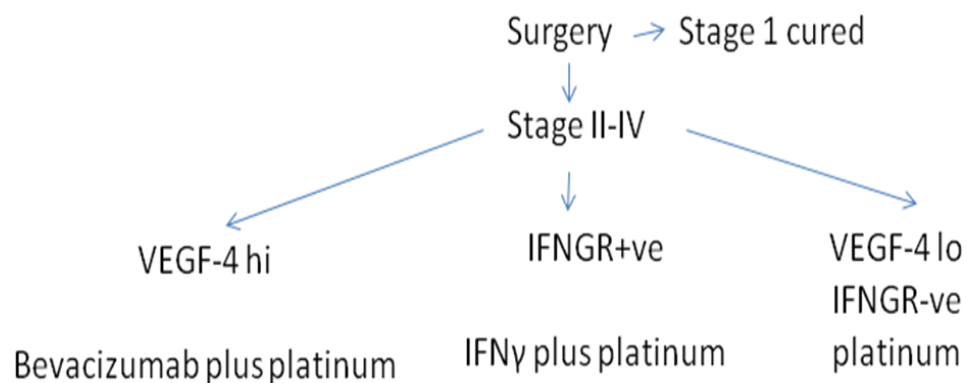 Surgery
Stage 1 cured
Stage II-IV
VEGF-4 hi
Bevacizumab plus platinum
IFNGR+ve
IFNγ plus platinum
VEGF-4 lo
IFNGR-ve
platinum